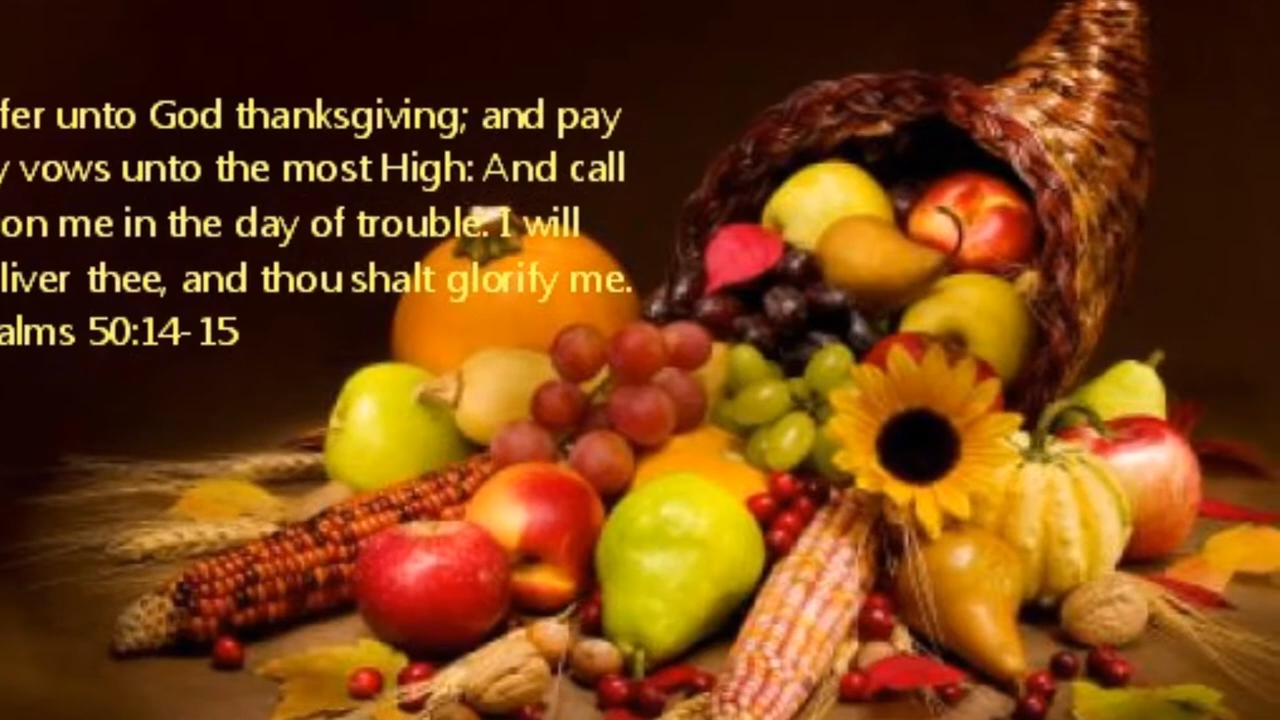 fer unto God thanksgiving; and pay
y vows unto the most High: And call
on me in the day of trouble: I will
liver thee, and thou shalt glorify me.
alms 50:14-15